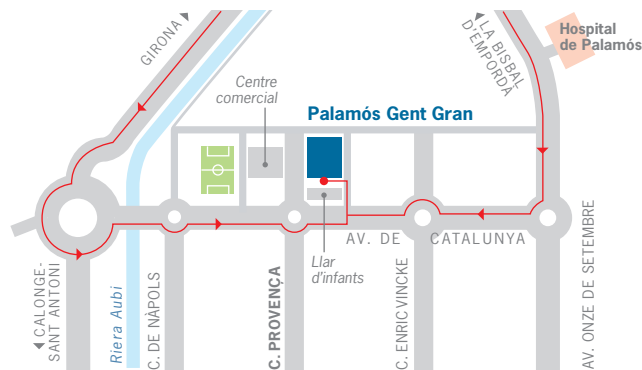 GIRONA
LA BISBAL
D'EMPORDÀ
Hospital
de Palamós
Centre
comercial
Palamós Gent Gran
AV. DE CATALUNYA
Llar
d'infants
CALONGE-
SANT ANTONI
Riera Aubi
C. DE NÀPOLS
C. PROVENÇA
C. ENRIC VINCKE
AV. ONZE DE SETEMBRE